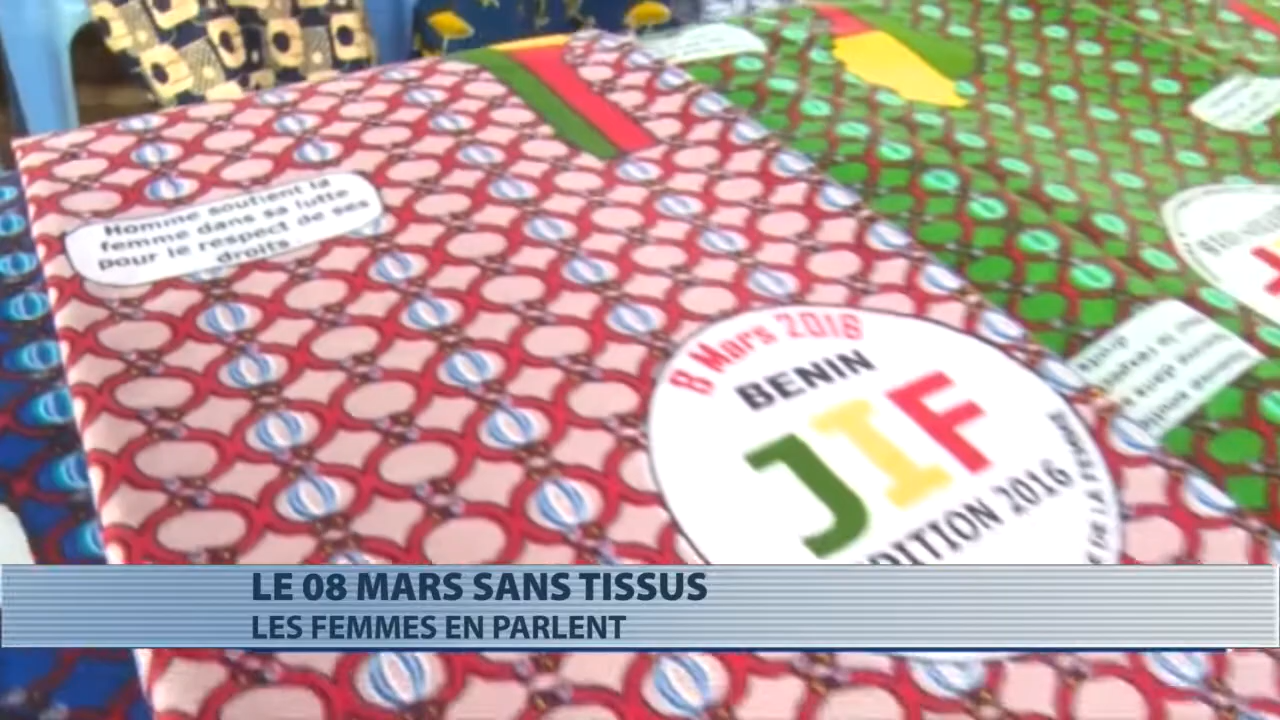 Homme soutient la
femme dans sa lutte
pour le respect de ses
droits
8 Mars 2016
BENIN
JIF
EDITION 2016
LE 08 MARS SANS TISSUS
LES FEMMES EN PARLENT